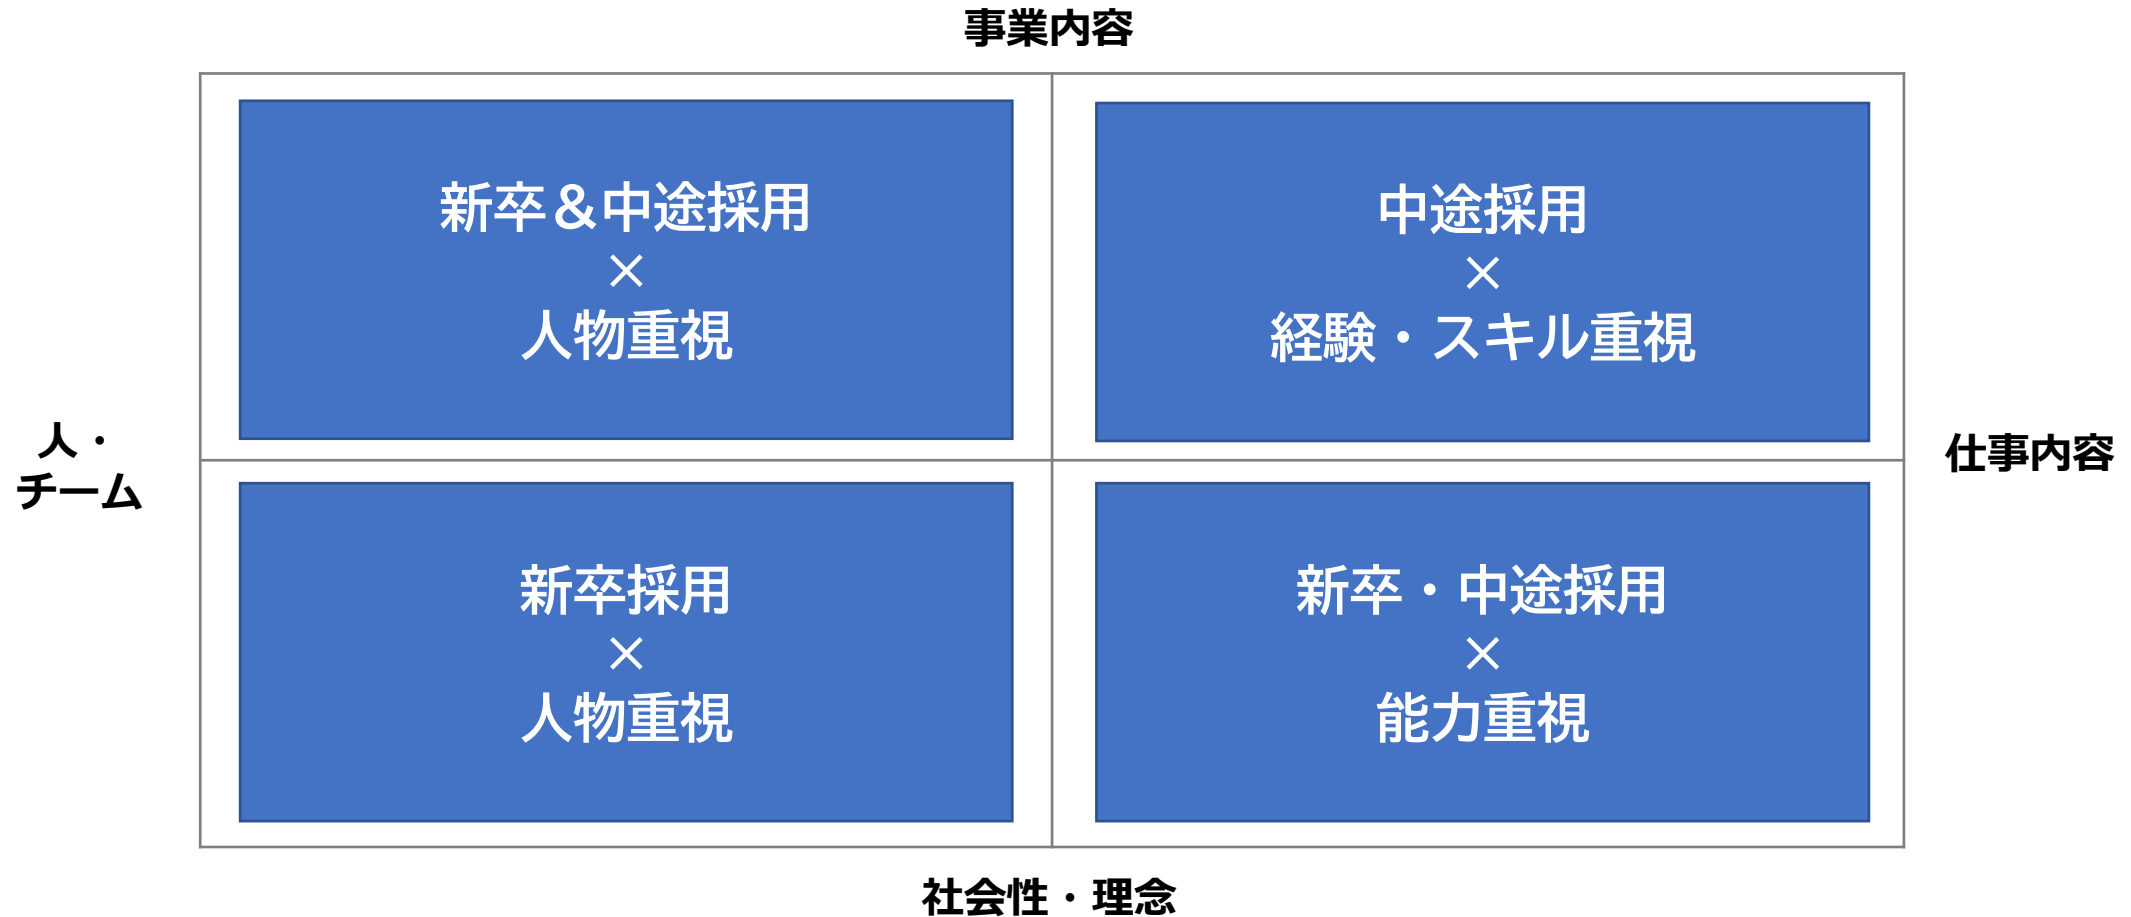 事業内容
新卒＆中途採用
×
人物重視
中途採用
×
経験・スキル重視
人・
チーム
仕事内容
新卒採用
×
人物重視
新卒・中途採用
×
能力重視
社会性・理念